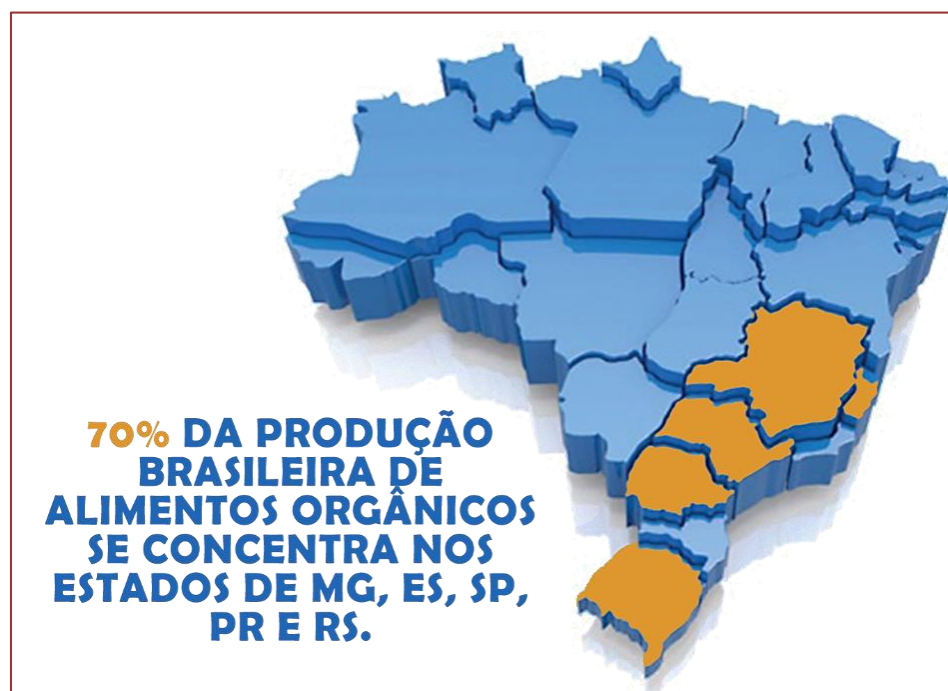 70% DA PRODUÇÃO
BRASILEIRA DE
ALIMENTOS ORGÂNICOS
SE CONCENTRA NOS
ESTADOS DE MG, ES, SP,
PR E RS.